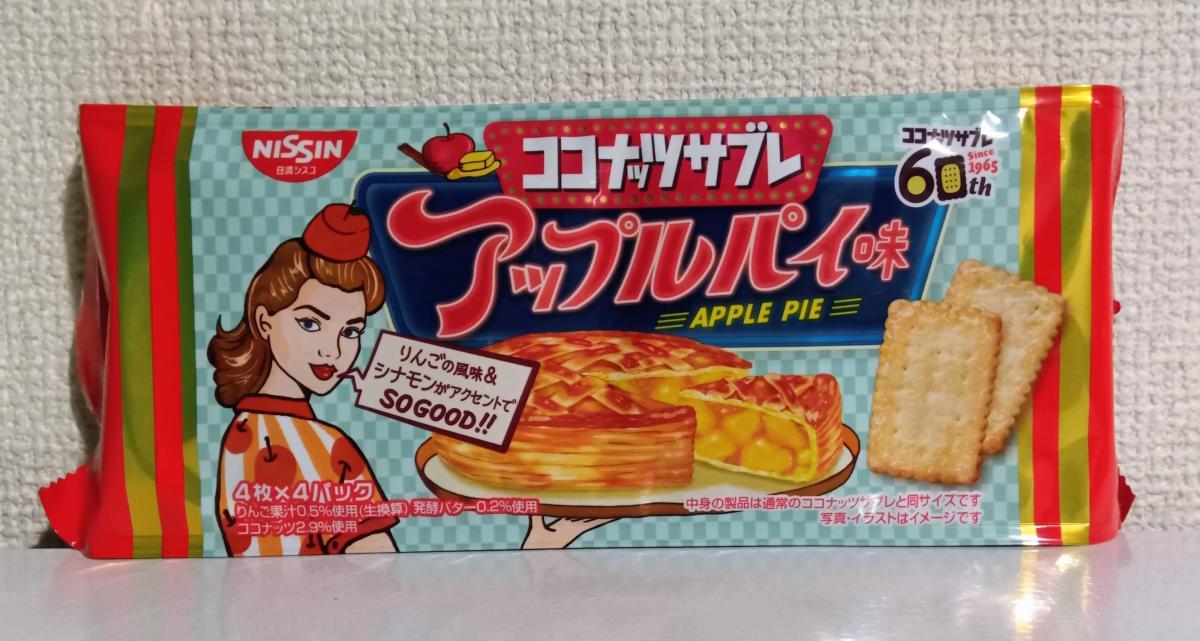 NISSIN
日清シスコ
ココナッツサブレ
アップルパイ味
APPLE PIE
ココナッツサブレ
60th
Since
1965
りんごの風味&
シナモンがアクセントで
SO GOOD!!
4枚×4パック
りんご果汁0.5%使用(生換算) 発酵バター0.2%使用
ココナッツ2.9%使用
中身の製品は通常のココナッツサブレと同サイズです
写真・イラストはイメージです